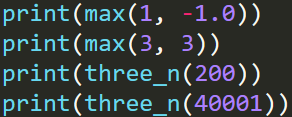 print(max(1, -1.0))
print(max(3, 3))
print(three_n(200))
print(three_n(40001))